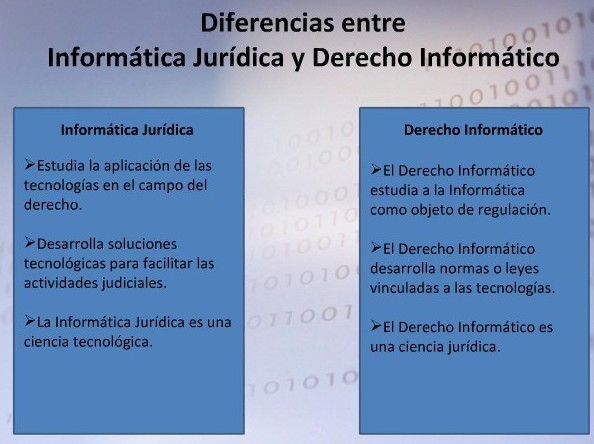 Diferencias entre
Informática Jurídica y Derecho Informático
Informática Jurídica
➢Estudia la aplicación de las
tecnologías en el campo del
derecho.
➢Desarrolla soluciones
tecnológicas para facilitar las
actividades judiciales.
➢La Informática Jurídica es una
ciencia tecnológica.
Derecho Informático
➢El Derecho Informático
estudia a la Informática
como objeto de regulación.
➢El Derecho Informático
desarrolla normas o leyes
vinculadas a las tecnologías.
➢El Derecho Informático es
una ciencia jurídica.